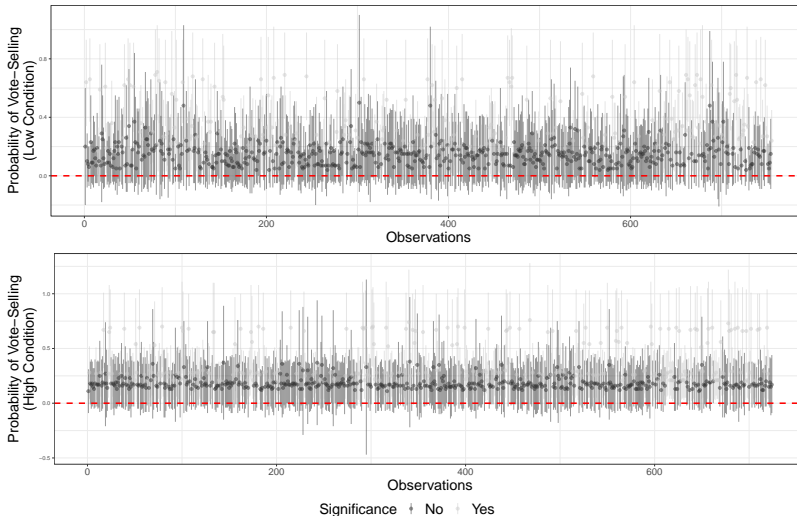 Probability of Vote−Selling
(Low Condition)
0.8
0.4
0.0
0
200
400
600
Observations
Probability of Vote−Selling
(High Condition)
1.0
0.5
0.0
−0.5
0
200
400
600
Observations
Significance No Yes